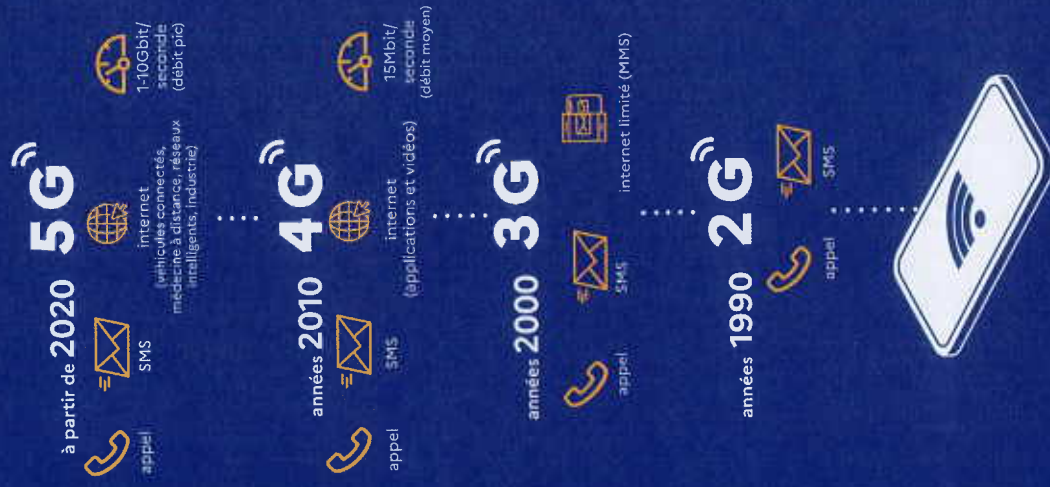 à partir de 2020 5G
appel
SMS
internet
(véhicules connectés,
médecine à distance, réseaux
intelligents, industrie)
1-10Gbit/
seconde
(débit pic)
années 2010 4G
appel
SMS
internet
(applications et vidéos)
15Mbit/
seconde
(débit moyen)
années 2000 3G
appel
SMS
internet limité (MMS)
années 1990 2G
appel
SMS